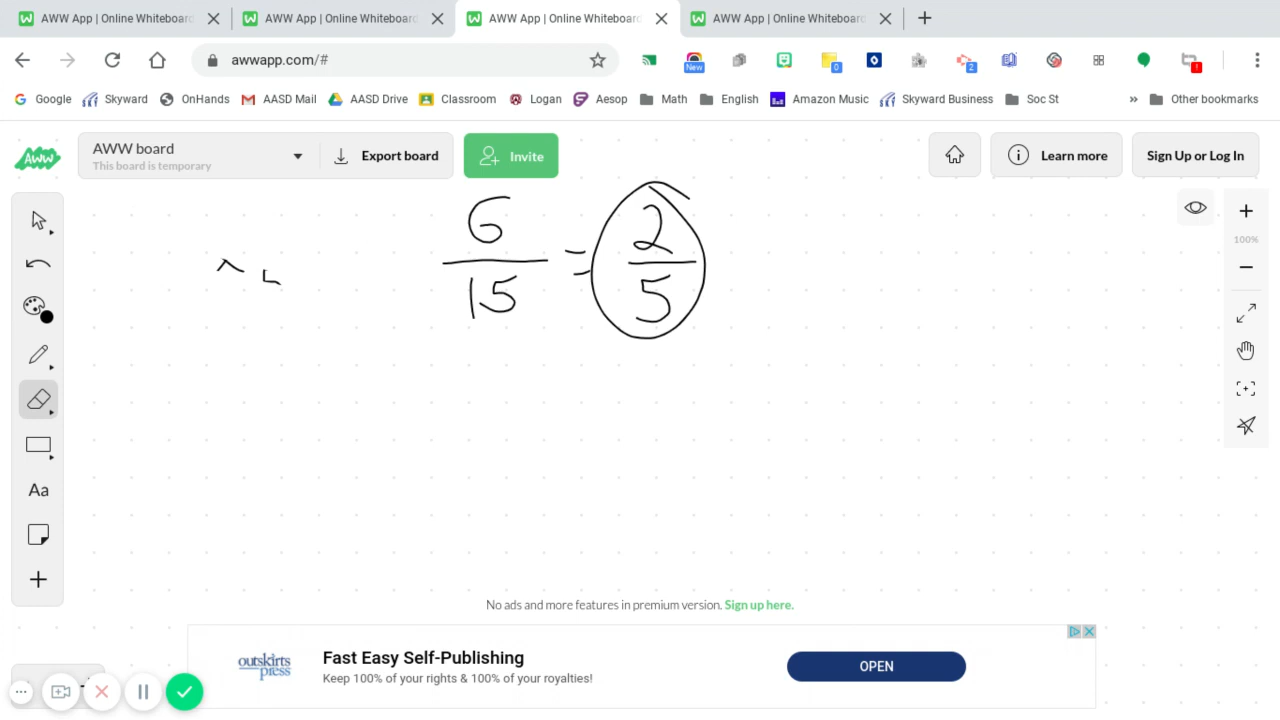 AWW App | Online Whiteboard
AWW App | Online Whiteboard
AWW App | Online Whiteboard
AWW App | Online Whiteboard
awwapp.com/#
New
0
2
!
Google
Skyward
OnHands
AASD Mail
AASD Drive
Classroom
Logan
Aesop
Math
English
Amazon Music
Skyward Business
Soc St
»
Other bookmarks
AWW
AWW board
This board is temporary
Export board
Invite
Learn more
Sign Up or Log In
100%
6/15 = 2/5
Aa
No ads and more features in premium version. Sign up here.
outskirts press
Fast Easy Self-Publishing
Keep 100% of your rights & 100% of your royalties!
OPEN